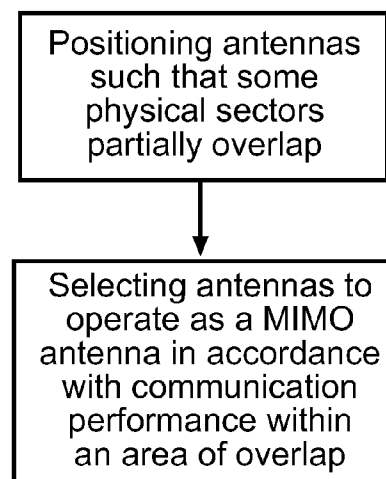 Positioning antennas
such that some
physical sectors
partially overlap
Selecting antennas to
operate as a MIMO
antenna in accordance
with communication
performance within
an area of overlap